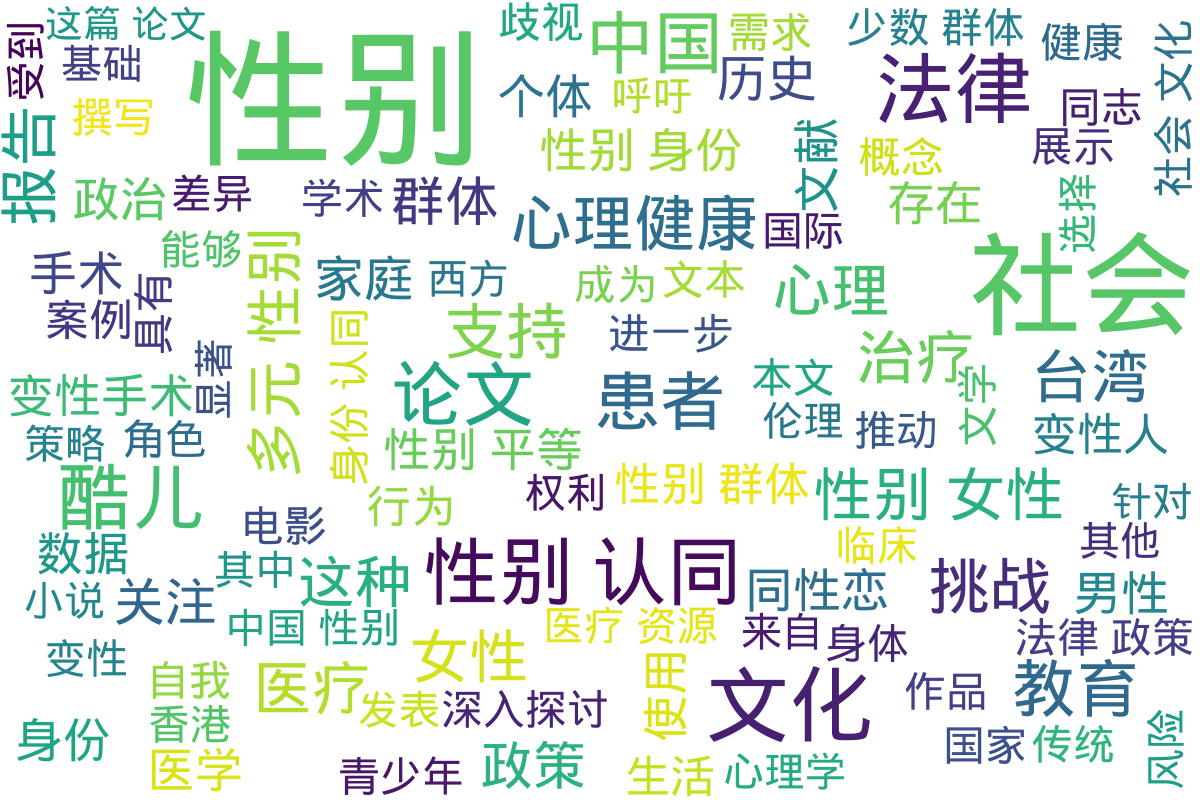 这篇 论文
歧视
中国
需求
少数 群体
健康
社会 文化
受到
基础
撰写
性别
个体
呼吁
历史
法律
同志
展示
报告
性别 身份
文献
概念
政治
差异
学术
群体
心理健康
国际
存在
选择
社会
能够
多元 性别
手术
案例
具有
家庭
西方
成为
文本
心理
支持
进一步
身份 认同
显著
变性手术
论文
患者
本文
治疗
文学
台湾
策略
角色
性别 平等
伦理
推动
变性人
酷儿
行为
权利
性别 群体
性别 女性
针对
电影
数据
其中
这种
性别 认同
临床
其他
同性恋
挑战
男性
小说
关注
中国 性别
医疗 资源
来自
身体
法律 政策
变性
女性
自我
医疗
香港
发表
深入探讨
使用
文化
作品
教育
身份
医学
国家
传统
风险
青少年
政策
生活
心理学